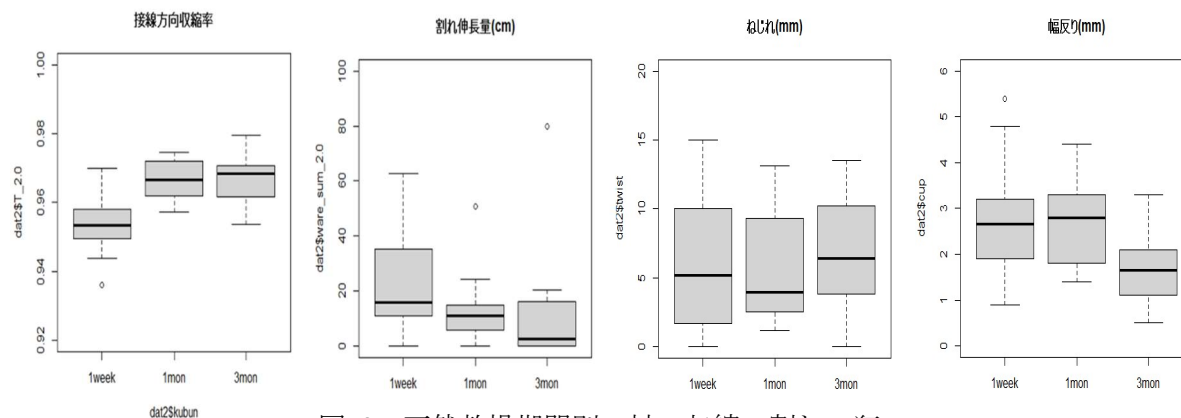 接線方向収縮率
dat2$T_2.0
1.00
0.98
0.96
0.94
0.92
1week
1mon
3mon
dat2$kubun
割れ伸長量(cm)
dat2$ware_sum_2.0
100
80
60
40
20
0
1week
1mon
3mon
ねじれ(mm)
dat2$twist
20
15
10
5
0
1week
1mon
3mon
幅反り(mm)
dat2$cup
6
5
4
3
2
1
0
1week
1mon
3mon